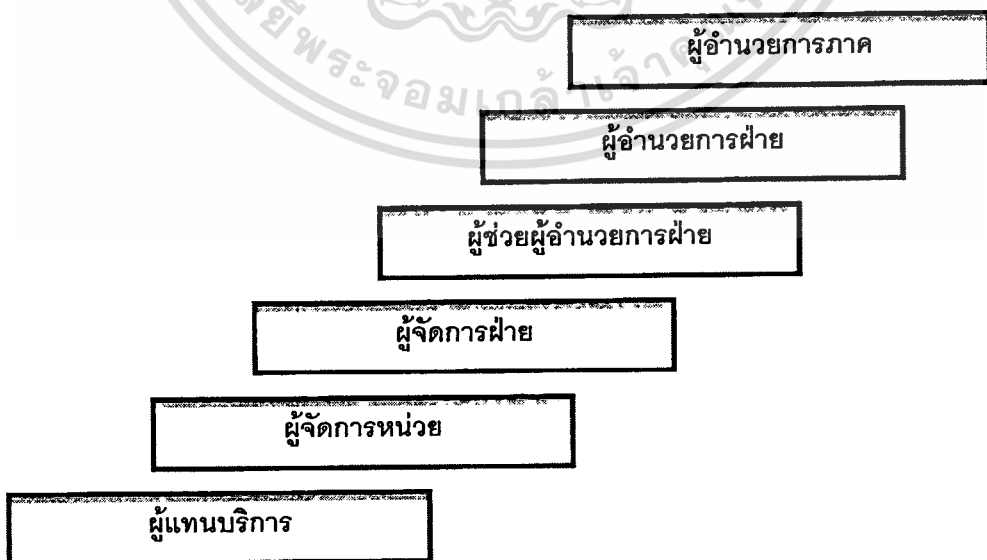 ผู้อำนวยการภาค
ผู้อำนวยการฝ่าย
ผู้ช่วยผู้อำนวยการฝ่าย
ผู้จัดการฝ่าย
ผู้จัดการหน่วย
ผู้แทนบริการ